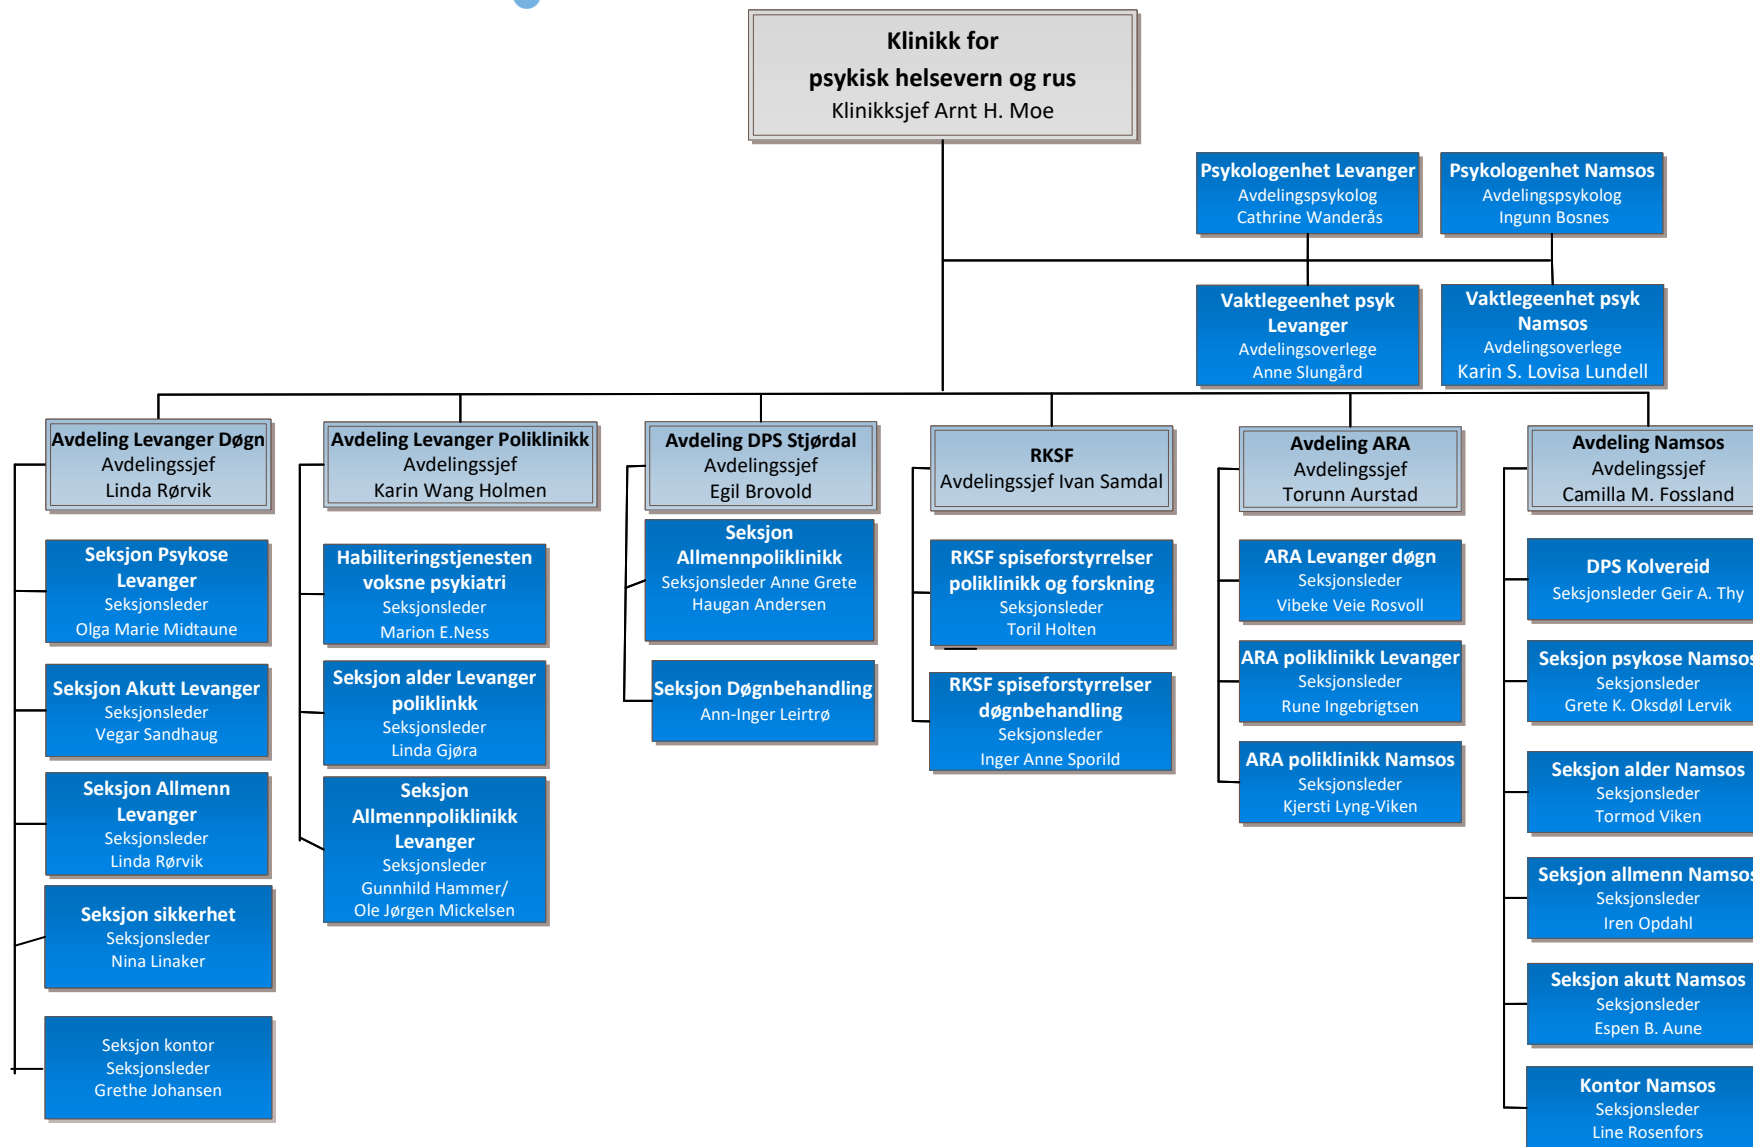 Klinikk for
psykisk helsevern og rus
Klinikksjef Arnt H. Moe
Psykologenhet Levanger
Avdelingspsykolog
Cathrine Wanderås
Psykologenhet Namsos
Avdelingspsykolog
Ingunn Bosnes
Vaktlegeenhet psyk
Levanger
Avdelingsoverlege
Anne Slungård
Vaktlegeenhet psyk
Namsos
Avdelingsoverlege
Karin S. Lovisa Lundell
Avdeling Levanger Døgn
Avdelingssjef
Linda Rørvik
Seksjon Psykose
Levanger
Seksjonsleder
Olga Marie Midtaune
Seksjon Akutt Levanger
Seksjonsleder
Vegar Sandhaug
Seksjon Allmenn
Levanger
Seksjonsleder
Linda Rørvik
Seksjon sikkerhet
Seksjonsleder
Nina Linaker
Seksjon kontor
Seksjonsleder
Grethe Johansen
Avdeling Levanger Poliklinikk
Avdelingssjef
Karin Wang Holmen
Habiliteringstjenesten
voksne psykiatri
Seksjonsleder
Marion E.Ness
Seksjon alder Levanger
poliklinkk
Seksjonsleder
Linda Gjøra
Seksjon
Allmennpoliklinikk
Levanger
Seksjonsleder
Gunnhild Hammer/
Ole Jørgen Mickelsen
Avdeling DPS Stjørdal
Avdelingssjef
Egil Brovold
Seksjon
Allmennpoliklinikk
Seksjonsleder Anne Grete
Haugan Andersen
Seksjon Døgnbehandling
Ann-Inger Leirtrø
RKSF
Avdelingssjef Ivan Samdal
RKSF spiseforstyrrelser
poliklinikk og forskning
Seksjonsleder
Toril Holten
RKSF spiseforstyrrelser
døgnbehandling
Seksjonsleder
Inger Anne Sporild
Avdeling ARA
Avdelingssjef
Torunn Aurstad
ARA Levanger døgn
Seksjonsleder
Vibeke Veie Rosvoll
ARA poliklinikk Levanger
Seksjonsleder
Rune Ingebrigtsen
ARA poliklinikk Namsos
Seksjonsleder
Kjersti Lyng-Viken
Avdeling Namsos
Avdelingssjef
Camilla M. Fossland
DPS Kolvereid
Seksjonsleder Geir A. Thy
Seksjon psykose Namsos
Seksjonsleder
Grete K. Oksdøl Lervik
Seksjon alder Namsos
Seksjonsleder
Tormod Viken
Seksjon allmenn Namsos
Seksjonsleder
Iren Opdahl
Seksjon akutt Namsos
Seksjonsleder
Espen B. Aune
Kontor Namsos
Seksjonsleder
Line Rosenfors